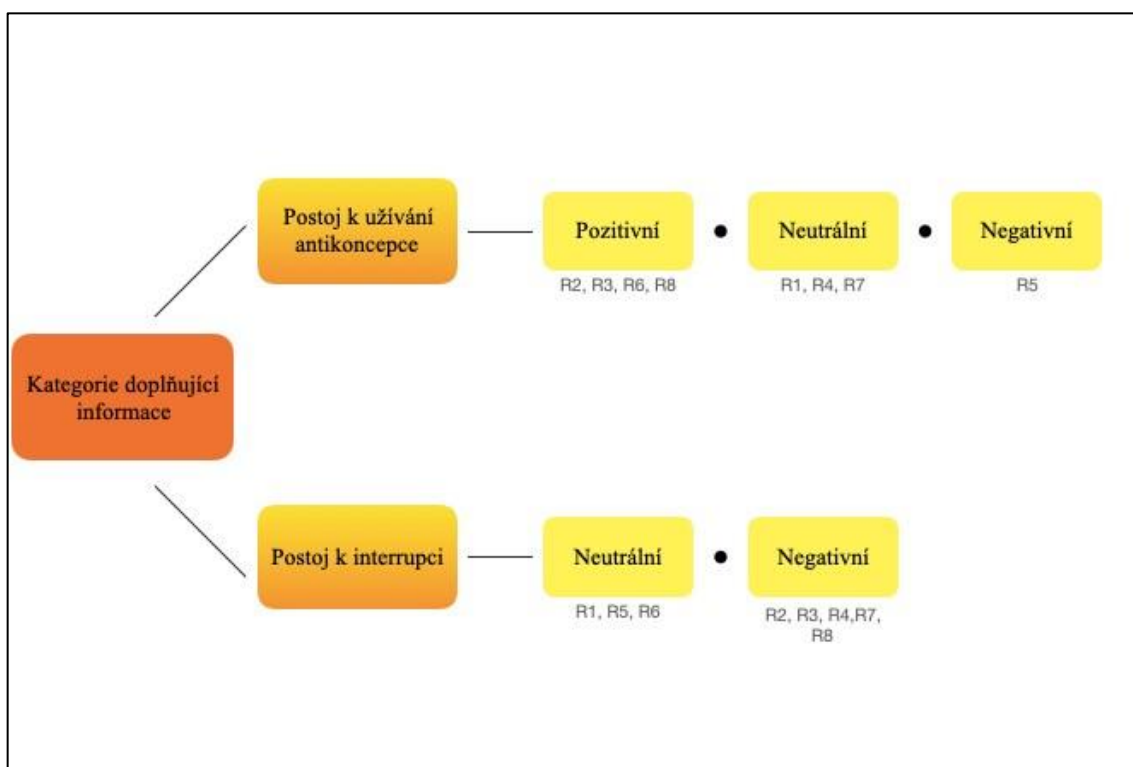 Postoj k užívání
antikoncepce
Pozitivní
Neutrální
Negativní
R2, R3, R6, R8
R1, R4, R7
R5
Kategorie doplňující
informace
Postoj k interrupci
Neutrální
Negativní
R1, R5, R6
R2, R3, R4,R7,
R8